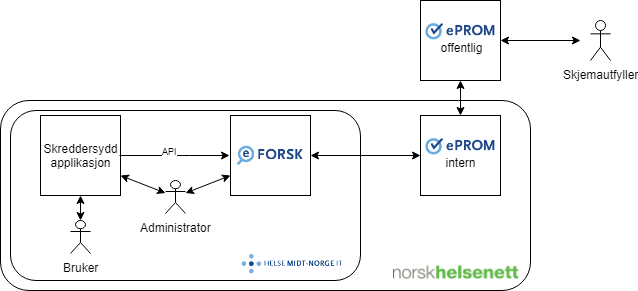 ePROM
offentlig
Skjemautfyller
Skreddersydd
applikasjon
API
eFORSK
ePROM
intern
Administrator
Bruker
HELSE MIDT-NORGE IT
norskhelsenett